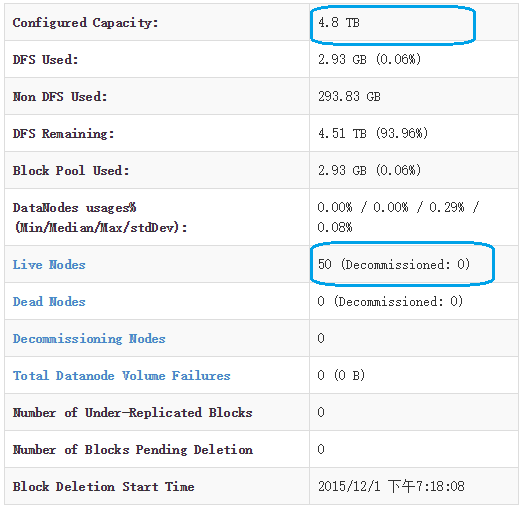 Configured Capacity: 4.8 TB
DFS Used: 2.93 GB (0.06%)
Non DFS Used: 293.83 GB
DFS Remaining: 4.51 TB (93.96%)
Block Pool Used: 2.93 GB (0.06%)
DataNodes usages% 0.00% / 0.00% / 0.29% /
(Min/Median/Max/stdDev): 0.08%
Live Nodes 50 (Decommissioned: 0)
Dead Nodes 0 (Decommissioned: 0)
Decommissioning Nodes 0
Total Datanode Volume Failures 0 (0 B)
Number of Under-Replicated Blocks 0
Number of Blocks Pending Deletion 0
Block Deletion Start Time 2015/12/1 下午7:18:08